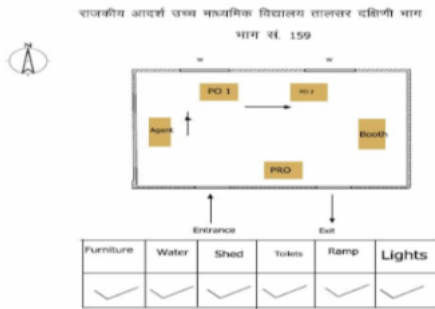 राजकीय आदर्श उच्च माध्यमिक विद्यालय तालसर दक्षिणी भाग
भाग सं. 159
N
W W
PO 1 PO 2
Agent Booth
PRO
Entrance Exit
Furniture Water Shed Toilets Ramp Lights